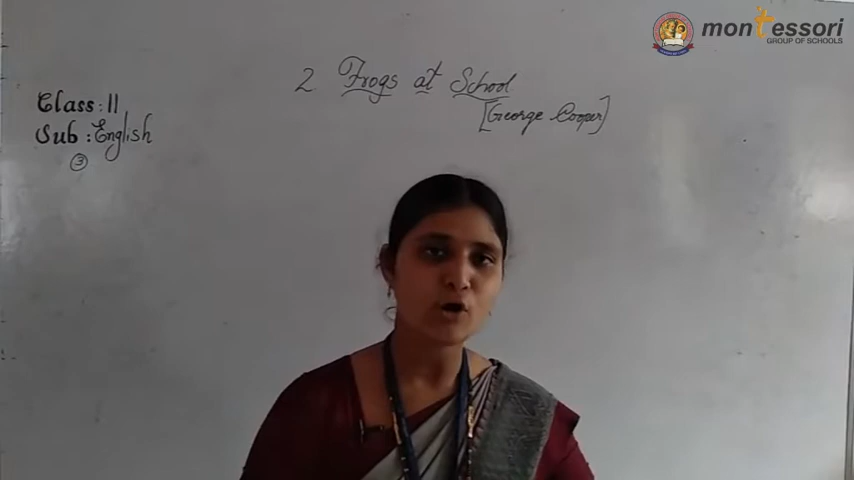 montessori
GROUP OF SCHOOLS
2 Frogs at School
[George Cooper]
Class : II
Sub : English
3